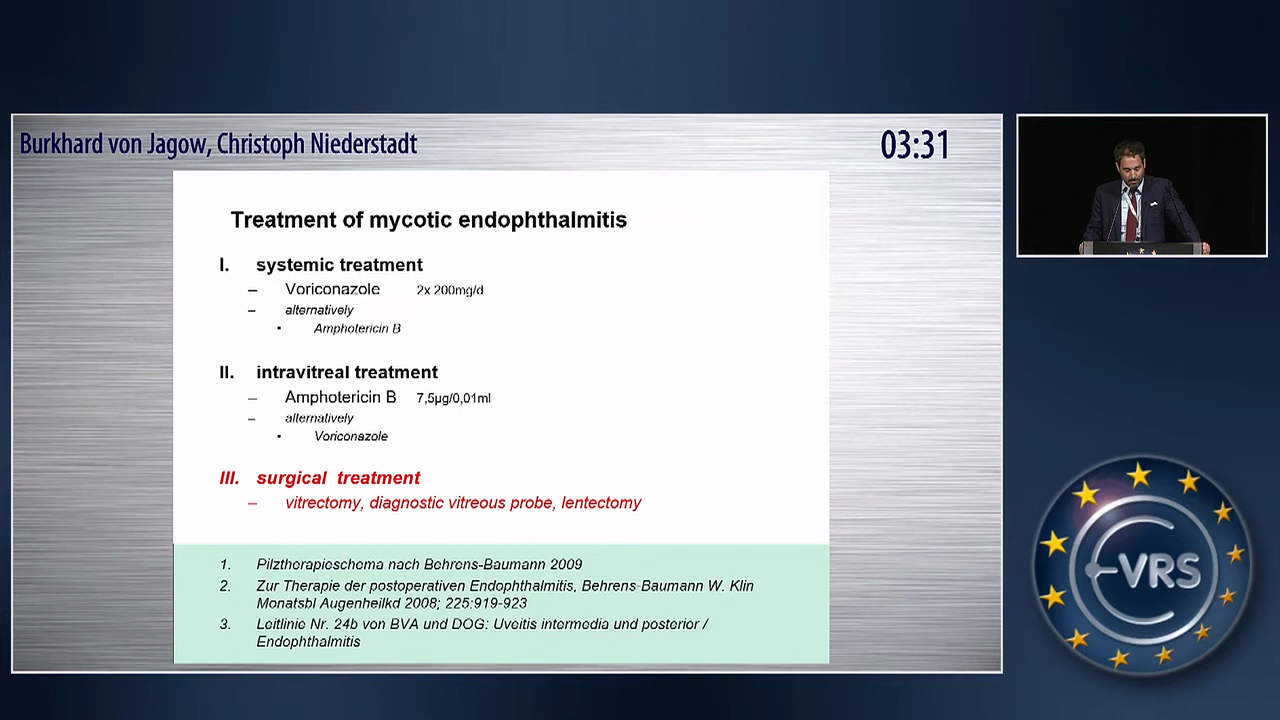 Burkhard von Jagow, Christoph Niederstadt
03:31
Treatment of mycotic endophthalmitis
I. systemic treatment
– Voriconazole 2x 200mg/d
– alternatively
• Amphotericin B
II. intravitreal treatment
– Amphotericin B 7,5µg/0,01ml
– alternatively
• Voriconazole
III. surgical treatment
– vitrectomy, diagnostic vitreous probe, lentectomy
1. Pilztherapieschema nach Behrens-Baumann 2009
2. Zur Therapie der postoperativen Endophthalmitis, Behrens-Baumann W. Klin
Monatsbl Augenheilkd 2008; 225:919-923
3. Leitlinie Nr. 24b von BVA und DOG: Uveitis intermedia und posterior /
Endophthalmitis
E-VRS